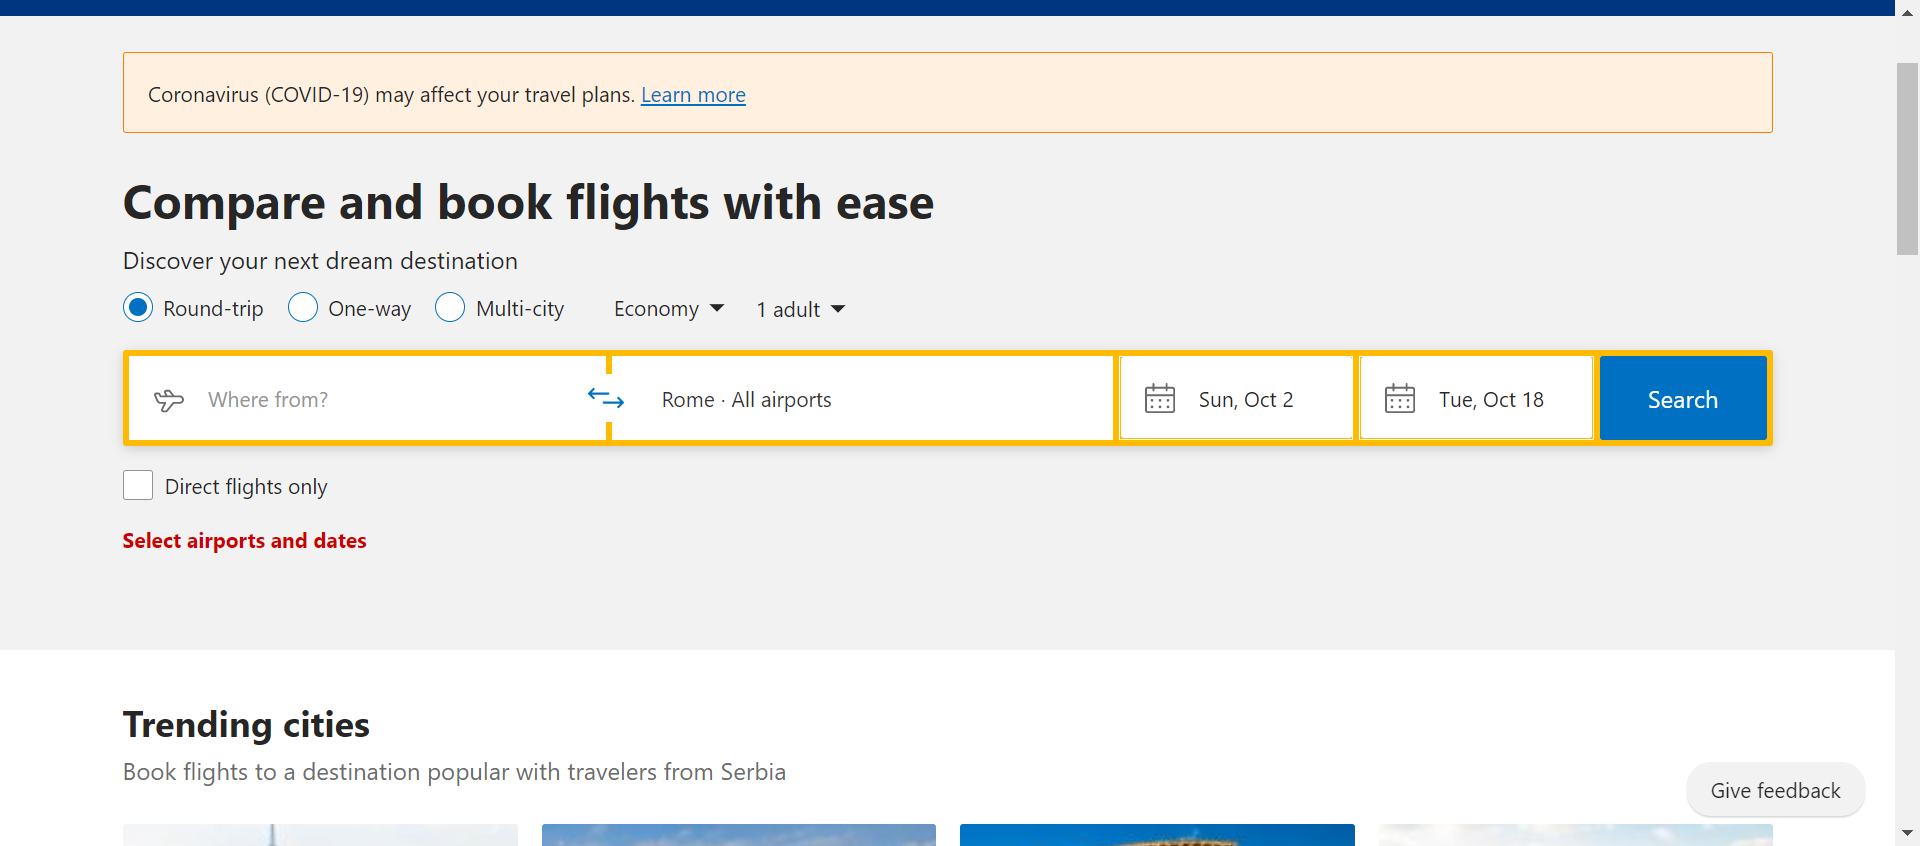 Coronavirus (COVID-19) may affect your travel plans. Learn more
Compare and book flights with ease
Discover your next dream destination
Round-trip One-way Multi-city Economy 1 adult
Where from? Rome · All airports Sun, Oct 2 Tue, Oct 18 Search
Direct flights only
Select airports and dates
Trending cities
Book flights to a destination popular with travelers from Serbia
Give feedback